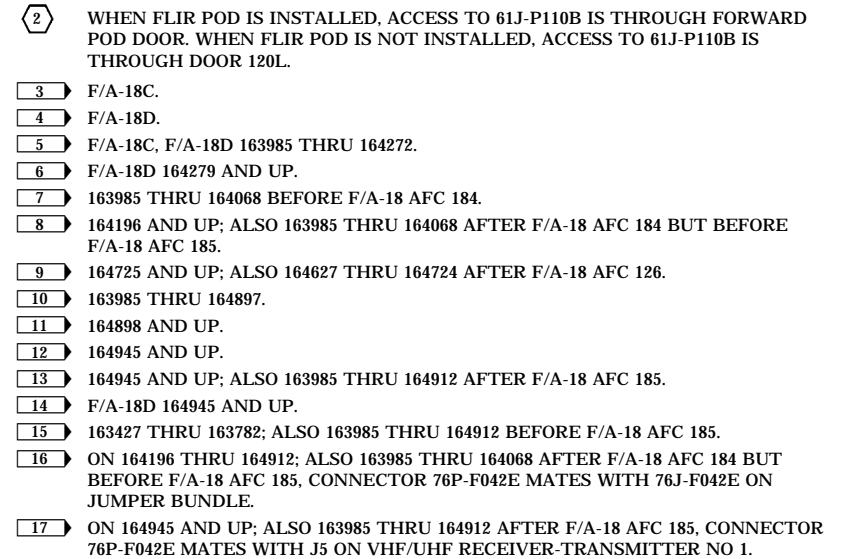 2 WHEN FLIR POD IS INSTALLED, ACCESS TO 61J-P110B IS THROUGH FORWARD
POD DOOR. WHEN FLIR POD IS NOT INSTALLED, ACCESS TO 61J-P110B IS
THROUGH DOOR 120L.
3 F/A-18C.
4 F/A-18D.
5 F/A-18C, F/A-18D 163985 THRU 164272.
6 F/A-18D 164279 AND UP.
7 163985 THRU 164068 BEFORE F/A-18 AFC 184.
8 164196 AND UP; ALSO 163985 THRU 164068 AFTER F/A-18 AFC 184 BUT BEFORE
F/A-18 AFC 185.
9 164725 AND UP; ALSO 164627 THRU 164724 AFTER F/A-18 AFC 126.
10 163985 THRU 164897.
11 164898 AND UP.
12 164945 AND UP.
13 164945 AND UP; ALSO 163985 THRU 164912 AFTER F/A-18 AFC 185.
14 F/A-18D 164945 AND UP.
15 163427 THRU 163782; ALSO 163985 THRU 164912 BEFORE F/A-18 AFC 185.
16 ON 164196 THRU 164912; ALSO 163985 THRU 164068 AFTER F/A-18 AFC 184 BUT
BEFORE F/A-18 AFC 185, CONNECTOR 76P-F042E MATES WITH 76J-F042E ON
JUMPER BUNDLE.
17 ON 164945 AND UP; ALSO 163985 THRU 164912 AFTER F/A-18 AFC 185, CONNECTOR
76P-F042E MATES WITH J5 ON VHF/UHF RECEIVER-TRANSMITTER NO 1.